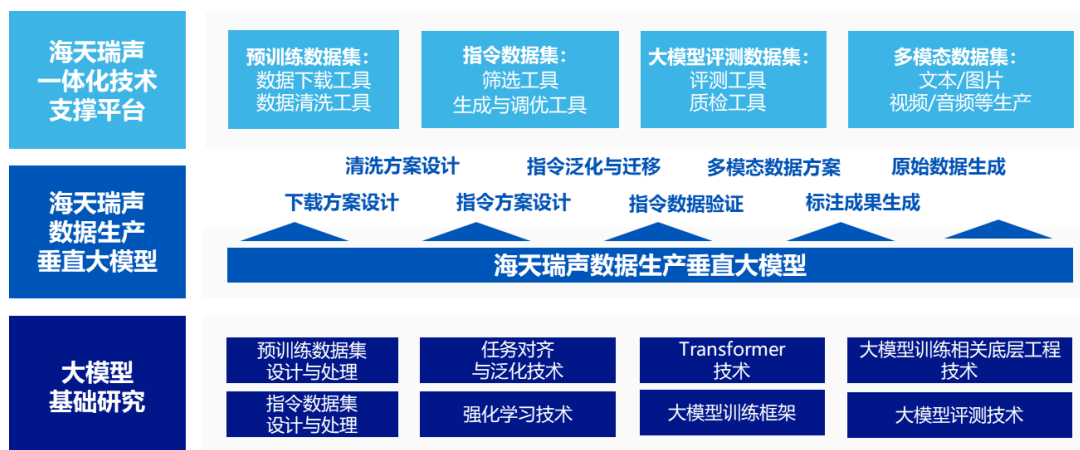 海天瑞声
一体化技术
支撑平台
预训练数据集：
数据下载工具
数据清洗工具
指令数据集：
筛选工具
生成与调优工具
大模型评测数据集：
评测工具
质检工具
多模态数据集：
文本/图片
视频/音频等生产
海天瑞声
数据生产
垂直大模型
清洗方案设计
指令泛化与迁移
多模态数据方案
原始数据生成
下载方案设计
指令方案设计
指令数据验证
标注成果生成
海天瑞声数据生产垂直大模型
大模型
基础研究
预训练数据集
设计与处理
任务对齐
与泛化技术
Transformer
技术
大模型训练相关底层工程
技术
指令数据集
设计与处理
强化学习技术
大模型训练框架
大模型评测技术